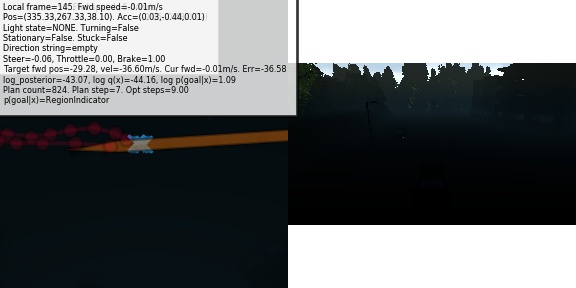 Local frame=145: Fwd speed=-0.01m/s
Pos=(335.33,267.33,38.10). Acc=(0.03,-0.44,0.01)
Light state=NONE. Turning=False
Stationary=False. Stuck=False
Direction string=empty
Steer=-0.06, Throttle=0.00, Brake=1.00
Target fwd pos=-29.28, vel=-36.60m/s. Cur fwd=-0.01m/s. Err=-36.58
log_posterior=-43.07, log q(x)=-44.16, log p(goal|x)=1.09
Plan count=824. Plan step=7. Opt steps=9.00
p(goal|x)=RegionIndicator